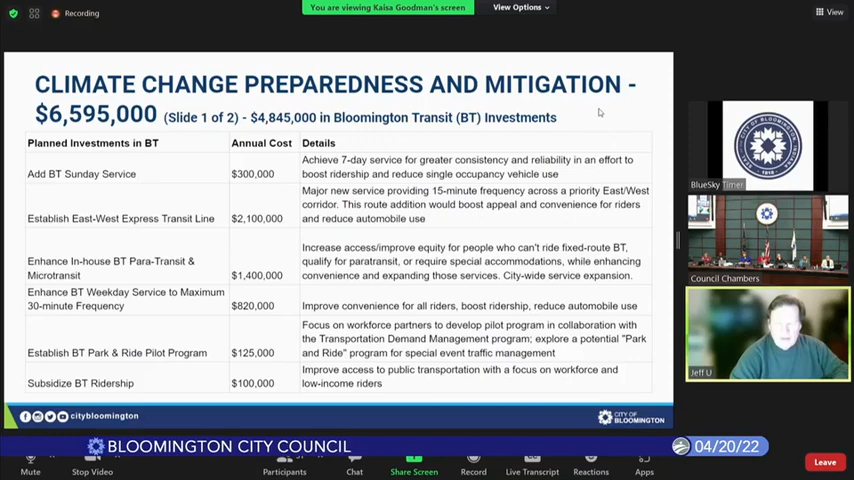 Recording
You are viewing Kaisa Goodman's screen
View Options
View
CLIMATE CHANGE PREPAREDNESS AND MITIGATION -
$6,595,000 (Slide 1 of 2) - $4,845,000 in Bloomington Transit (BT) Investments
Planned Investments in BT Annual Cost Details
Add BT Sunday Service $300,000 Achieve 7-day service for greater consistency and reliability in an effort to
boost ridership and reduce single occupancy vehicle use
Establish East-West Express Transit Line $2,100,000 Major new service providing 15-minute frequency across a priority East/West
corridor. This route addition would boost appeal and convenience for riders
and reduce automobile use
Enhance In-house BT Para-Transit &
Microtransit $1,400,000 Increase access/improve equity for people who can't ride fixed-route BT,
qualify for paratransit, or require special accommodations, while enhancing
convenience and expanding those services. City-wide service expansion.
Enhance BT Weekday Service to Maximum
30-minute Frequency $820,000 Improve convenience for all riders, boost ridership, reduce automobile use
Establish BT Park & Ride Pilot Program $125,000 Focus on workforce partners to develop pilot program in collaboration with
the Transportation Demand Management program; explore a potential "Park
and Ride" program for special event traffic management
Subsidize BT Ridership $100,000 Improve access to public transportation with a focus on workforce and
low-income riders
citybloomington
CITY OF
BLOOMINGTON
BlueSky Timer
Council Chambers
Jeff U
BLOOMINGTON CITY COUNCIL
04/20/22
Mute
Stop Video
Participants
Chat
Share Screen
Record
Live Transcript
Reactions
Apps
Leave